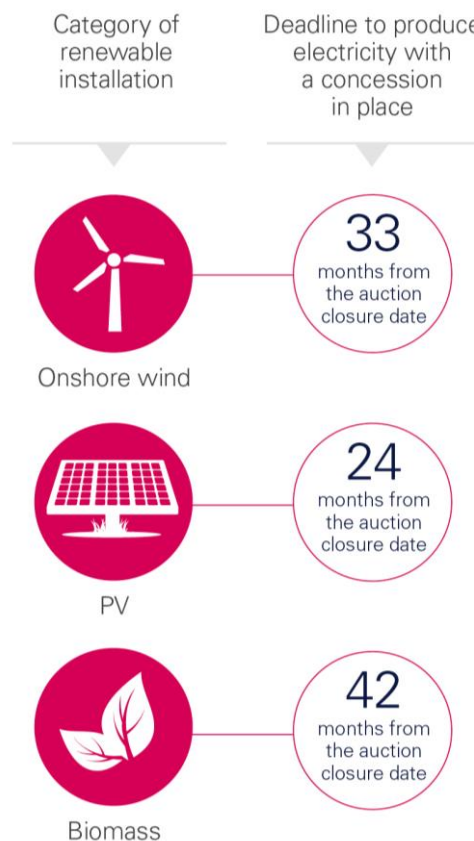 Category of
renewable
installation
Deadline to produce
electricity with
a concession
in place
33
months from
the auction
closure date
Onshore wind
24
months from
the auction
closure date
PV
42
months from
the auction
closure date
Biomass